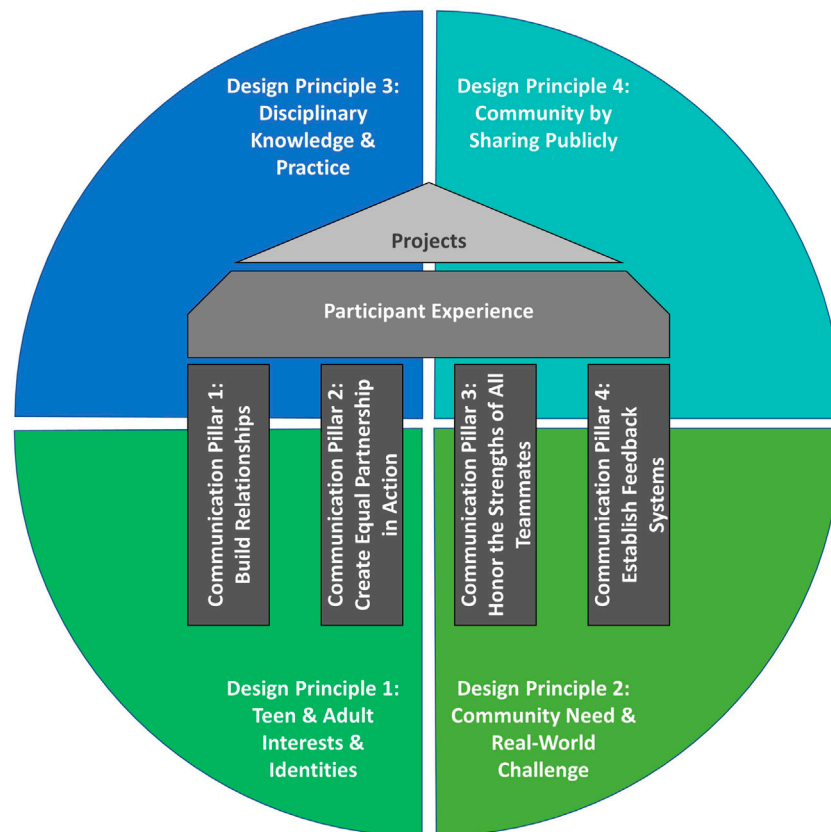 Design Principle 3:
Disciplinary
Knowledge &
Practice
Design Principle 4:
Community by
Sharing Publicly
Projects
Participant Experience
Communication Pillar 1:
Build Relationships
Communication Pillar 2:
Create Equal Partnership
in Action
Communication Pillar 3:
Honor the Strengths of All
Teammates
Communication Pillar 4:
Establish Feedback
Systems
Design Principle 1:
Teen & Adult
Interests &
Identities
Design Principle 2:
Community Need &
Real-World
Challenge